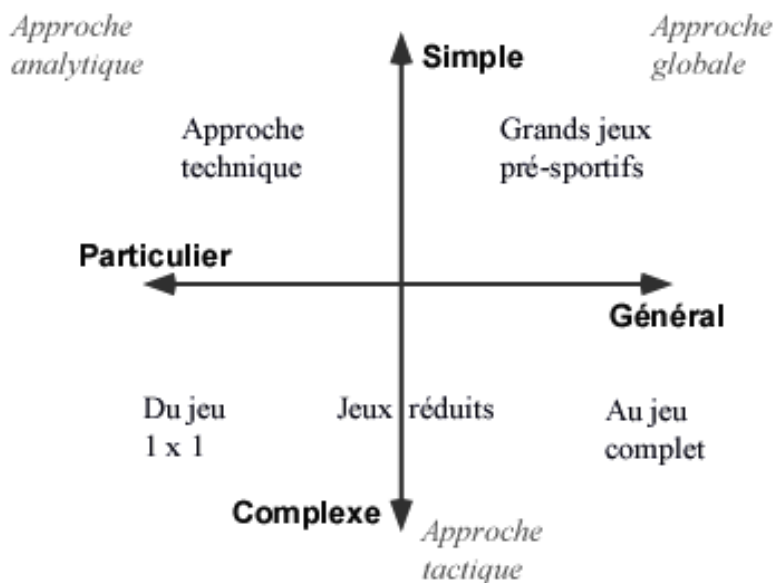 Approche
analytique
Approche
globale
Simple
Approche
technique
Grands jeux
pré-sportifs
Particulier
Général
Du jeu
1 x 1
Jeux réduits
Au jeu
complet
Complexe
Approche
tactique